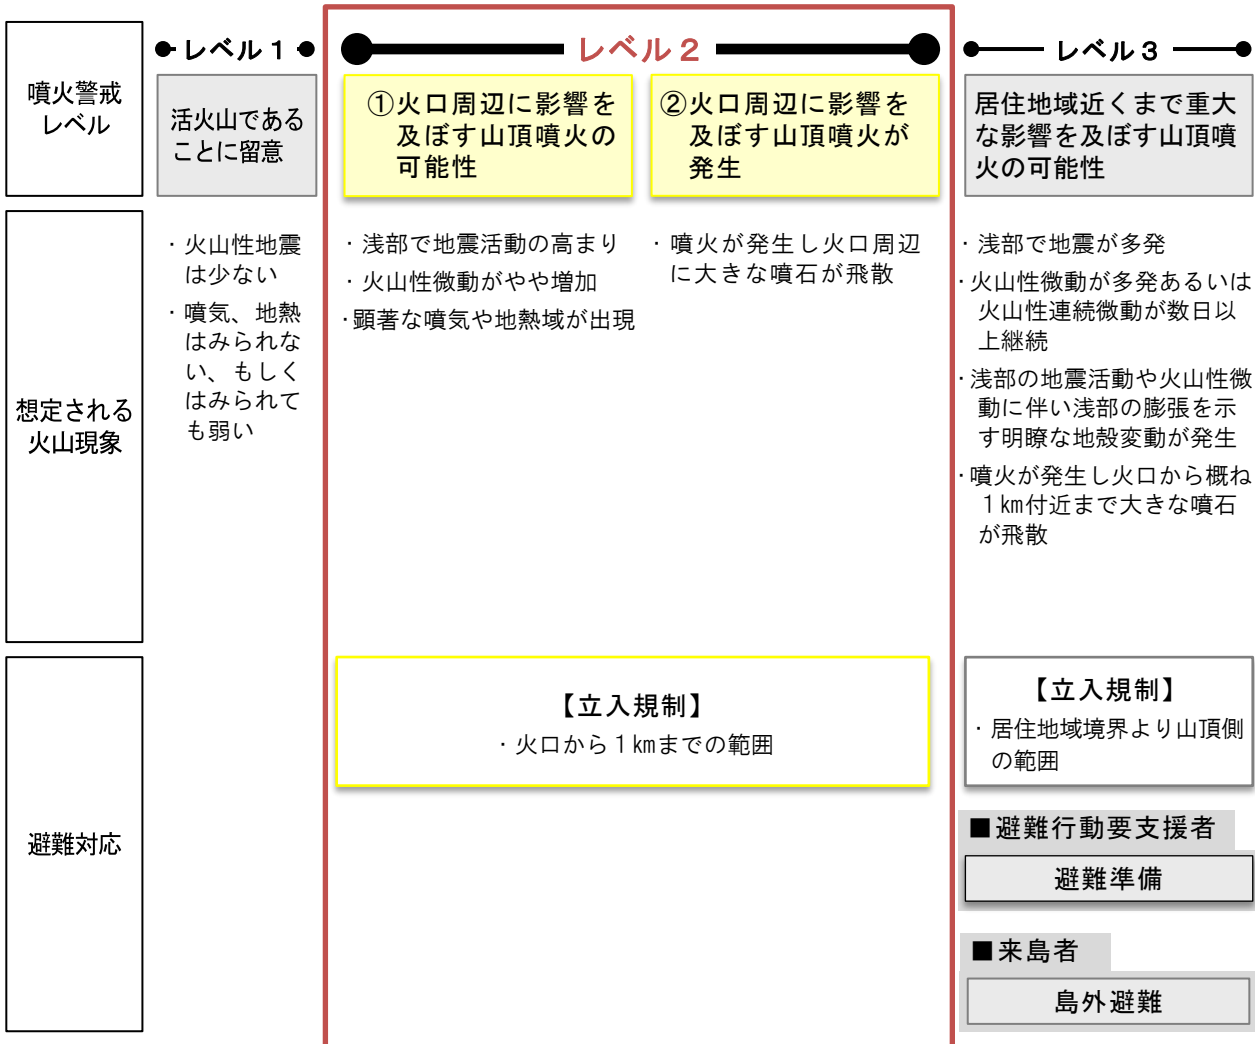 噴火警戒
レベル
レベル１
活火山である
ことに留意
レベル２
①火口周辺に影響を
及ぼす山頂噴火の
可能性
②火口周辺に影響を
及ぼす山頂噴火が
発生
レベル３
居住地域近くまで重大
な影響を及ぼす山頂噴
火の可能性
想定される
火山現象
・火山性地震
は少ない
・噴気、地熱
はみられな
い、もしく
はみられて
も弱い
・浅部で地震活動の高まり
・火山性微動がやや増加
・顕著な噴気や地熱域が出現
・噴火が発生し火口周辺
に大きな噴石が飛散
・浅部で地震が多発
・火山性微動が多発あるいは
火山性連続微動が数日以
上継続
・浅部の地震活動や火山性微
動に伴い浅部の膨張を示
す明瞭な地殻変動が発生
・噴火が発生し火口から概ね
１km付近まで大きな噴石
が飛散
避難対応
【立入規制】
・火口から１kmまでの範囲
【立入規制】
・居住地域境界より山頂側
の範囲
■避難行動要支援者
避難準備
■来島者
島外避難